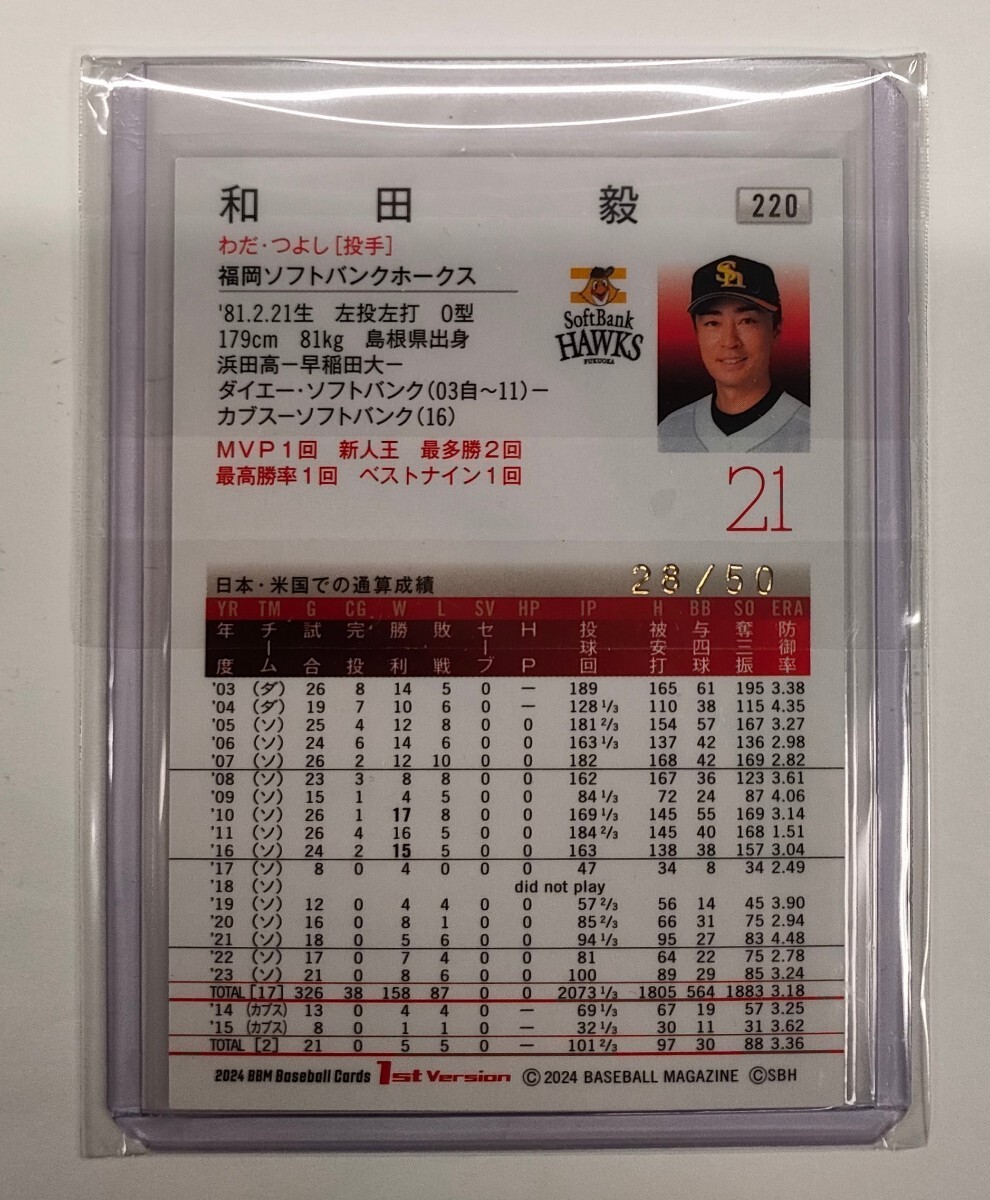 和田毅 220
わだ・つよし[投手]
福岡ソフトバンクホークス
'81.2.21生 左投左打 O型
179cm 81kg 島根県出身
浜田高ー早稲田大ー
ダイエー・ソフトバンク(03自〜11)ー
カブスーソフトバンク(16)
MVP1回 新人王 最多勝2回
最高勝率1回 ベストナイン1回
SoftBank
HAWKS
FUKUOKA
21
日本・米国での通算成績 28/50
YR TM G CG W L SV HP IP H BB SO ERA
年度 チーム 試合 完投 勝利 敗戦 セーブ HP 投球回 被安打 与四球 奪三振 防御率
'03 (ダ) 26 8 14 5 0 — 189 165 61 195 3.38
'04 (ダ) 19 7 10 6 0 — 128 1/3 110 38 115 4.35
'05 (ソ) 25 4 12 8 0 0 181 2/3 154 57 167 3.27
'06 (ソ) 24 6 14 6 0 0 163 1/3 137 42 136 2.98
'07 (ソ) 26 2 12 10 0 0 182 168 42 169 2.82
'08 (ソ) 23 3 8 8 0 0 162 167 36 123 3.61
'09 (ソ) 15 1 4 5 0 0 84 1/3 72 24 87 4.06
'10 (ソ) 26 1 17 8 0 0 169 1/3 145 55 169 3.14
'11 (ソ) 26 4 16 5 0 0 184 2/3 145 40 168 1.51
'16 (ソ) 24 2 15 5 0 0 163 138 38 157 3.04
'17 (ソ) 8 0 4 0 0 0 47 34 8 34 2.49
'18 (ソ) did not play
'19 (ソ) 12 0 4 4 0 0 57 2/3 56 14 45 3.90
'20 (ソ) 16 0 8 1 0 0 85 2/3 66 31 75 2.94
'21 (ソ) 18 0 5 6 0 0 94 1/3 95 27 83 4.48
'22 (ソ) 17 0 7 4 0 0 81 64 22 75 2.78
'23 (ソ) 21 0 8 6 0 0 100 89 29 85 3.24
TOTAL [17] 326 38 158 87 0 0 2073 1/3 1805 564 1883 3.18
'14 (カブス) 13 0 4 4 0 — 69 1/3 67 19 57 3.25
'15 (カブス) 8 0 1 1 0 — 32 1/3 30 11 31 3.62
TOTAL [2] 21 0 5 5 0 — 101 2/3 97 30 88 3.36
2024 BBM Baseball Cards 1st Version ©2024 BASEBALL MAGAZINE ©SBH